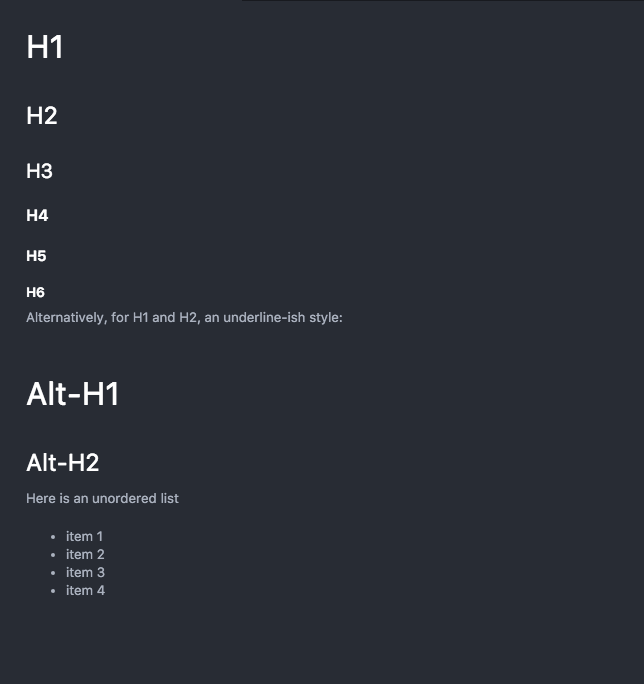 H1
H2
H3
H4
H5
H6
Alternatively, for H1 and H2, an underline-ish style:
Alt-H1
Alt-H2
Here is an unordered list
• item 1
• item 2
• item 3
• item 4